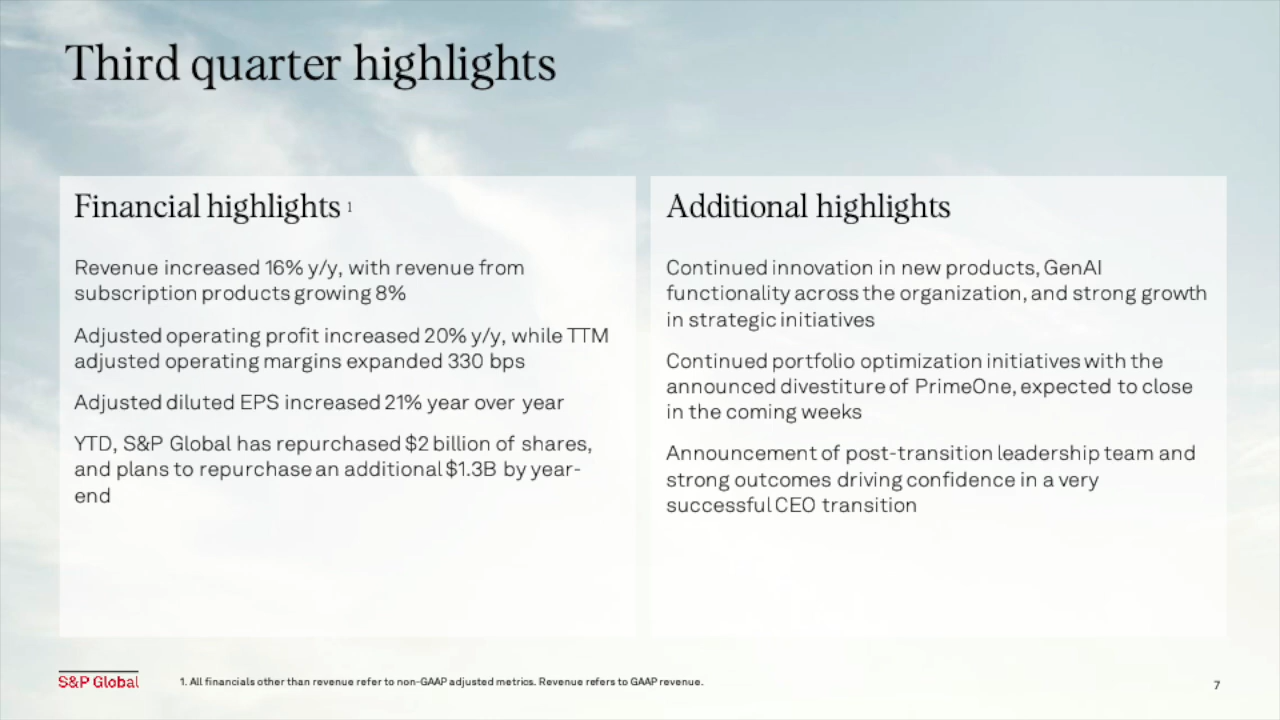 Third quarter highlights
Financial highlights 1
Revenue increased 16% y/y, with revenue from
subscription products growing 8%
Adjusted operating profit increased 20% y/y, while TTM
adjusted operating margins expanded 330 bps
Adjusted diluted EPS increased 21% year over year
YTD, S&P Global has repurchased $2 billion of shares,
and plans to repurchase an additional $1.3B by year-
end
Additional highlights
Continued innovation in new products, GenAI
functionality across the organization, and strong growth
in strategic initiatives
Continued portfolio optimization initiatives with the
announced divestiture of PrimeOne, expected to close
in the coming weeks
Announcement of post-transition leadership team and
strong outcomes driving confidence in a very
successful CEO transition
S&P Global
1. All financials other than revenue refer to non-GAAP adjusted metrics. Revenue refers to GAAP revenue.
7